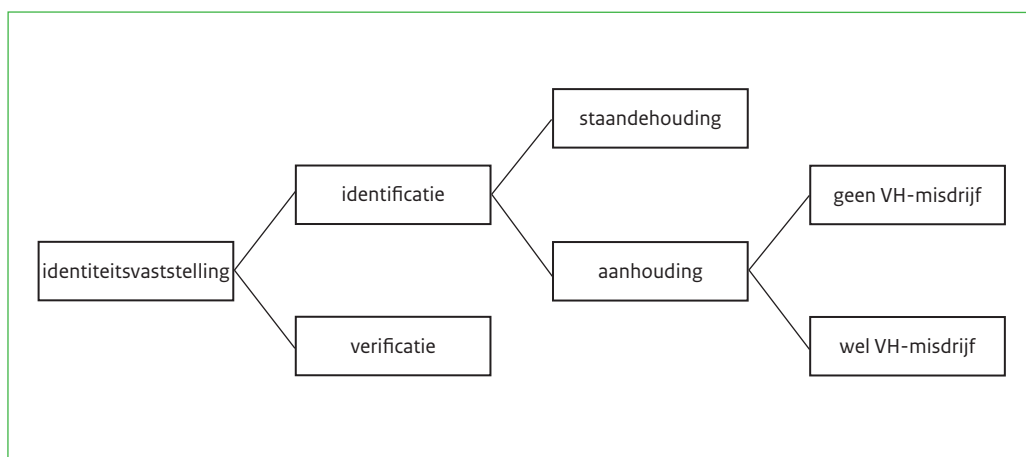 identiteitsvaststelling
identificatie
verificatie
staandehouding
aanhouding
geen VH-misdrijf
wel VH-misdrijf